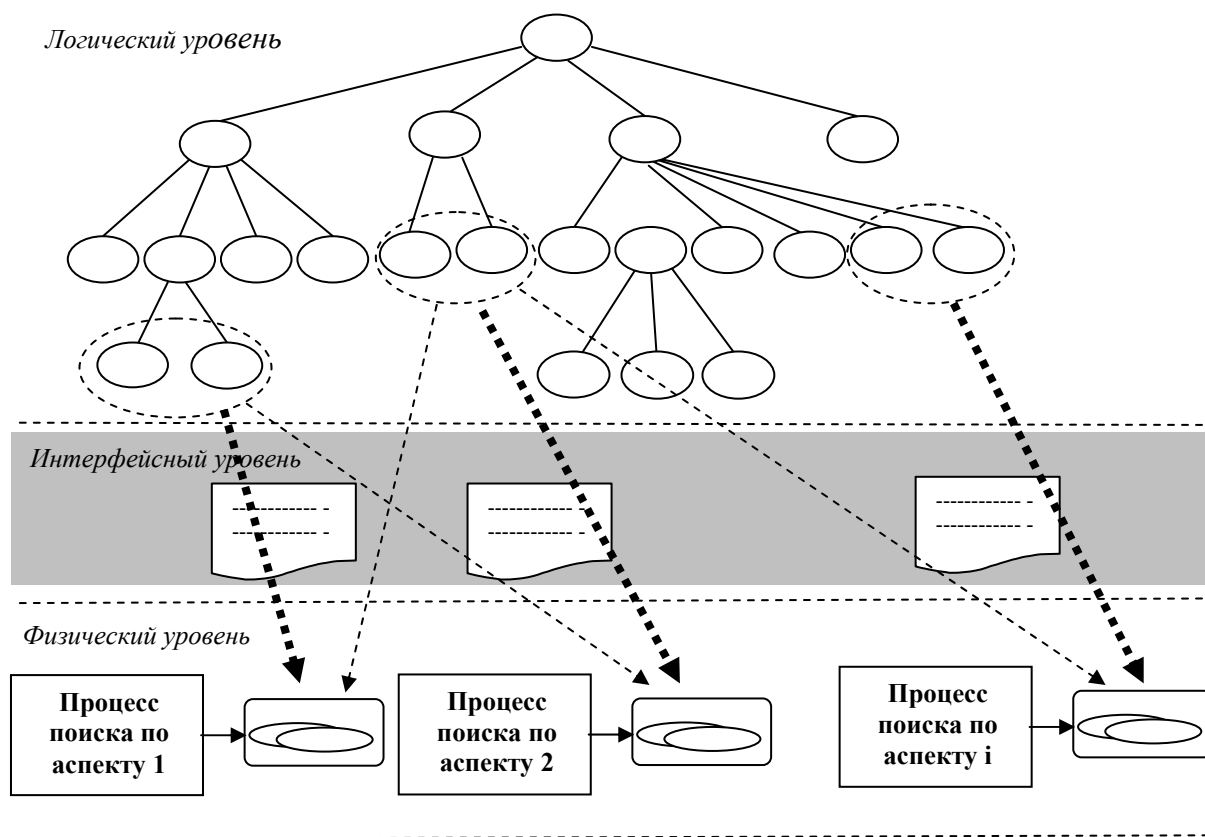 Логический уровень
Интерфейсный уровень
Физический уровень
Процесс
поиска по
аспекту 1
Процесс
поиска по
аспекту 2
Процесс
поиска по
аспекту i